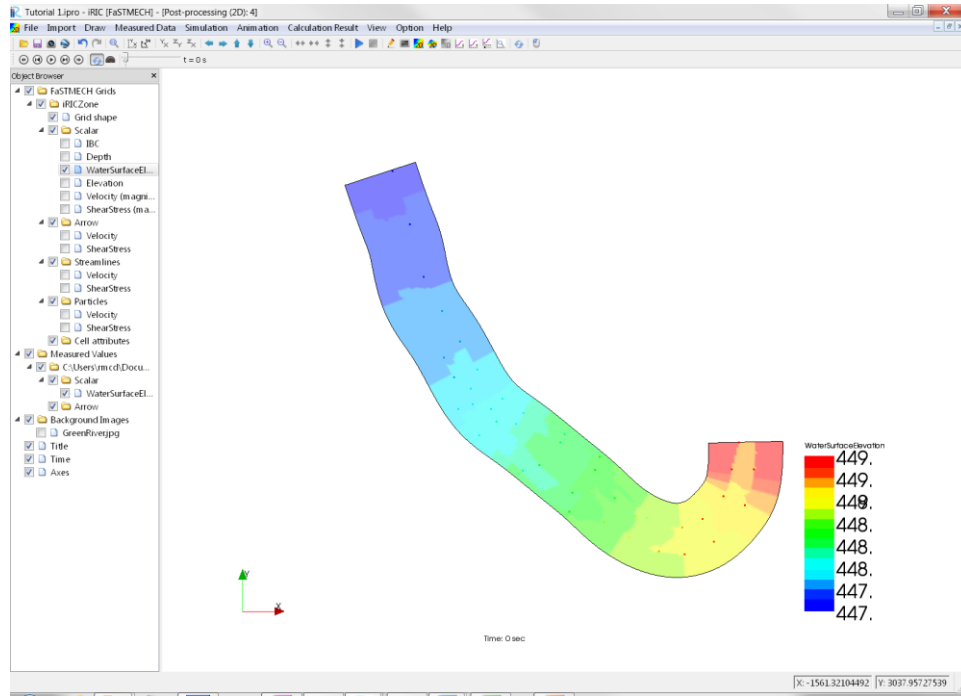 Tutorial 1.ipro - iRIC [FaSTMECH] - [Post-processing (2D): 4]
File Import Draw Measured Data Simulation Animation Calculation Result View Option Help
t = 0 s
Object Browser
FaSTMECH Grids
iRICZone
Grid shape
Scalar
IBC
Depth
WaterSurfaceEl...
Elevation
Velocity (magni...
ShearStress (ma...
Arrow
Velocity
ShearStress
Streamlines
Velocity
ShearStress
Particles
Velocity
ShearStress
Cell attributes
Measured Values
C:\Users\rmcd\Docu...
Scalar
WaterSurfaceEl...
Arrow
Background Images
GreenRiver.jpg
Title
Time
Axes
WaterSurfaceElevation
449.
449.
448.
448.
448.
447.
447.
Y
X
Time: 0 sec
X: -1561.32104492 Y: 3037.95727539